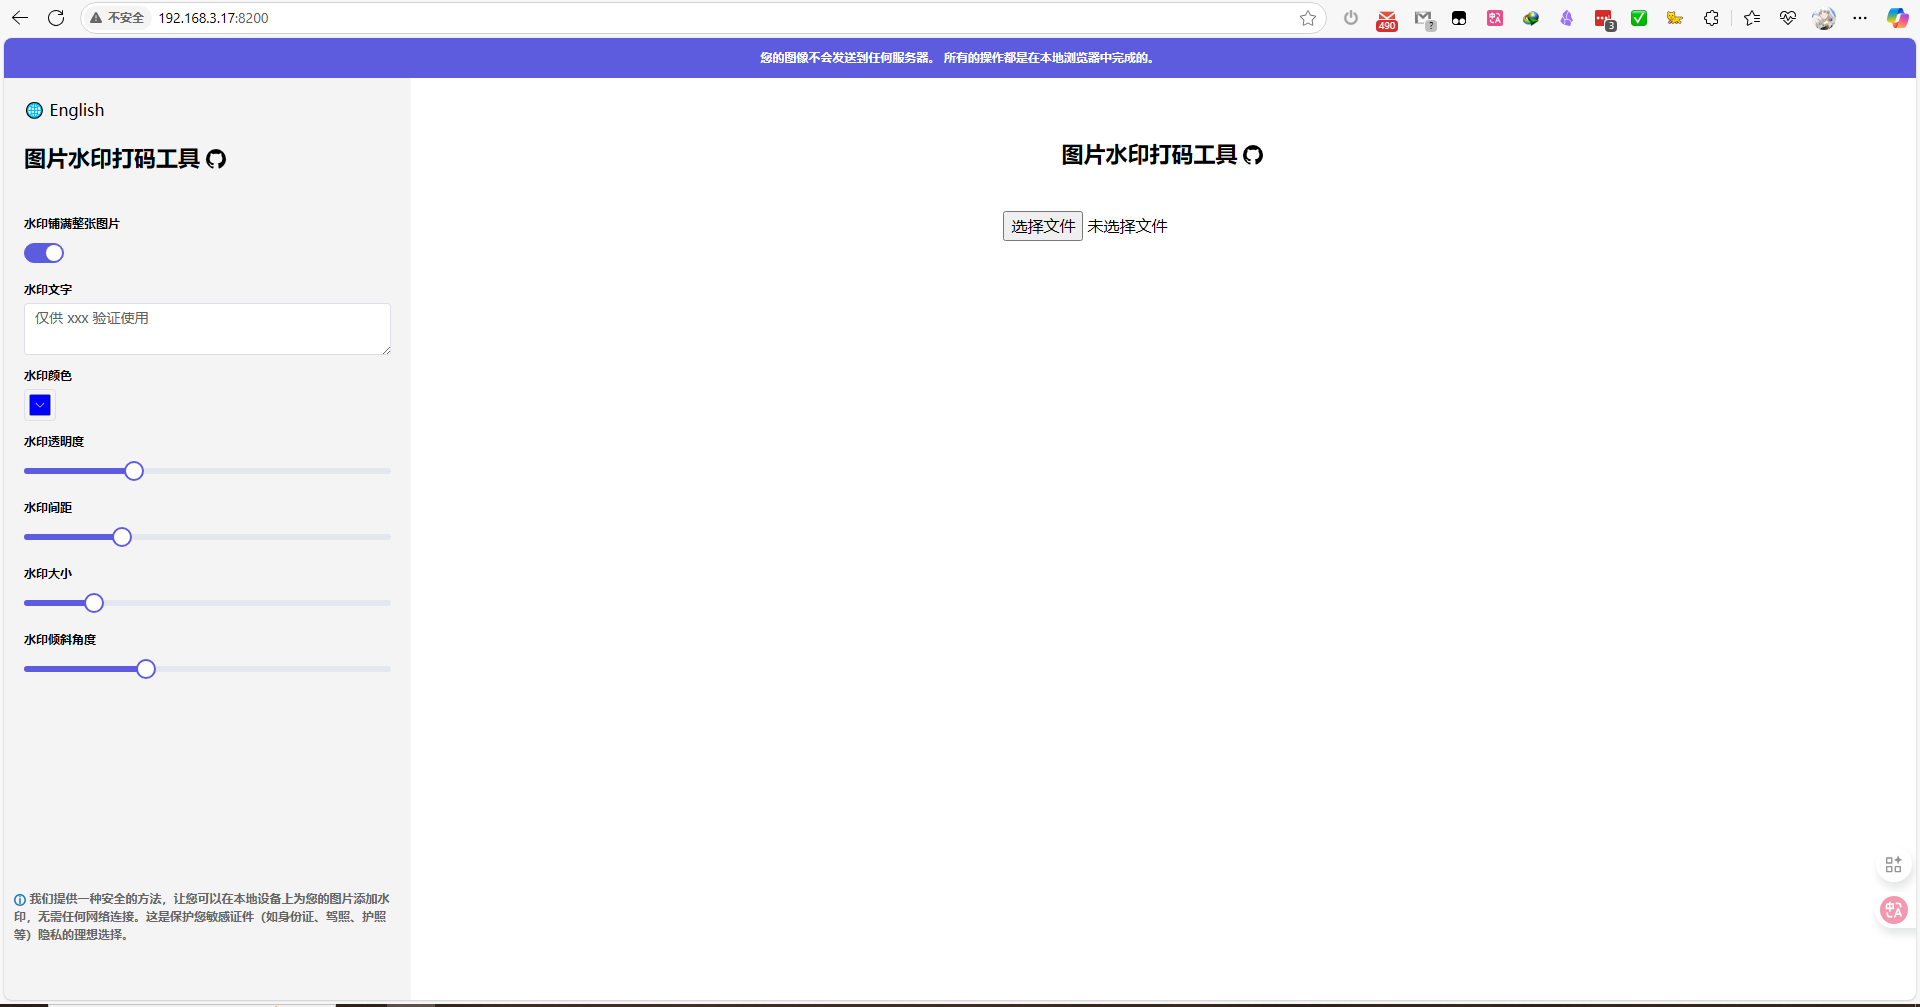 不安全
192.168.3.17:8200
490
?
3
您的图像不会发送到任何服务器。 所有的操作都是在本地浏览器中完成的。
English
图片水印打码工具
水印铺满整张图片
水印文字
仅供 xxx 验证使用
水印颜色
水印透明度
水印间距
水印大小
水印倾斜角度
我们提供一种安全的方法，让您可以在本地设备上为您的图片添加水
印，无需任何网络连接。这是保护您敏感证件（如身份证、驾照、护照
等）隐私的理想选择。
图片水印打码工具
选择文件 未选择文件